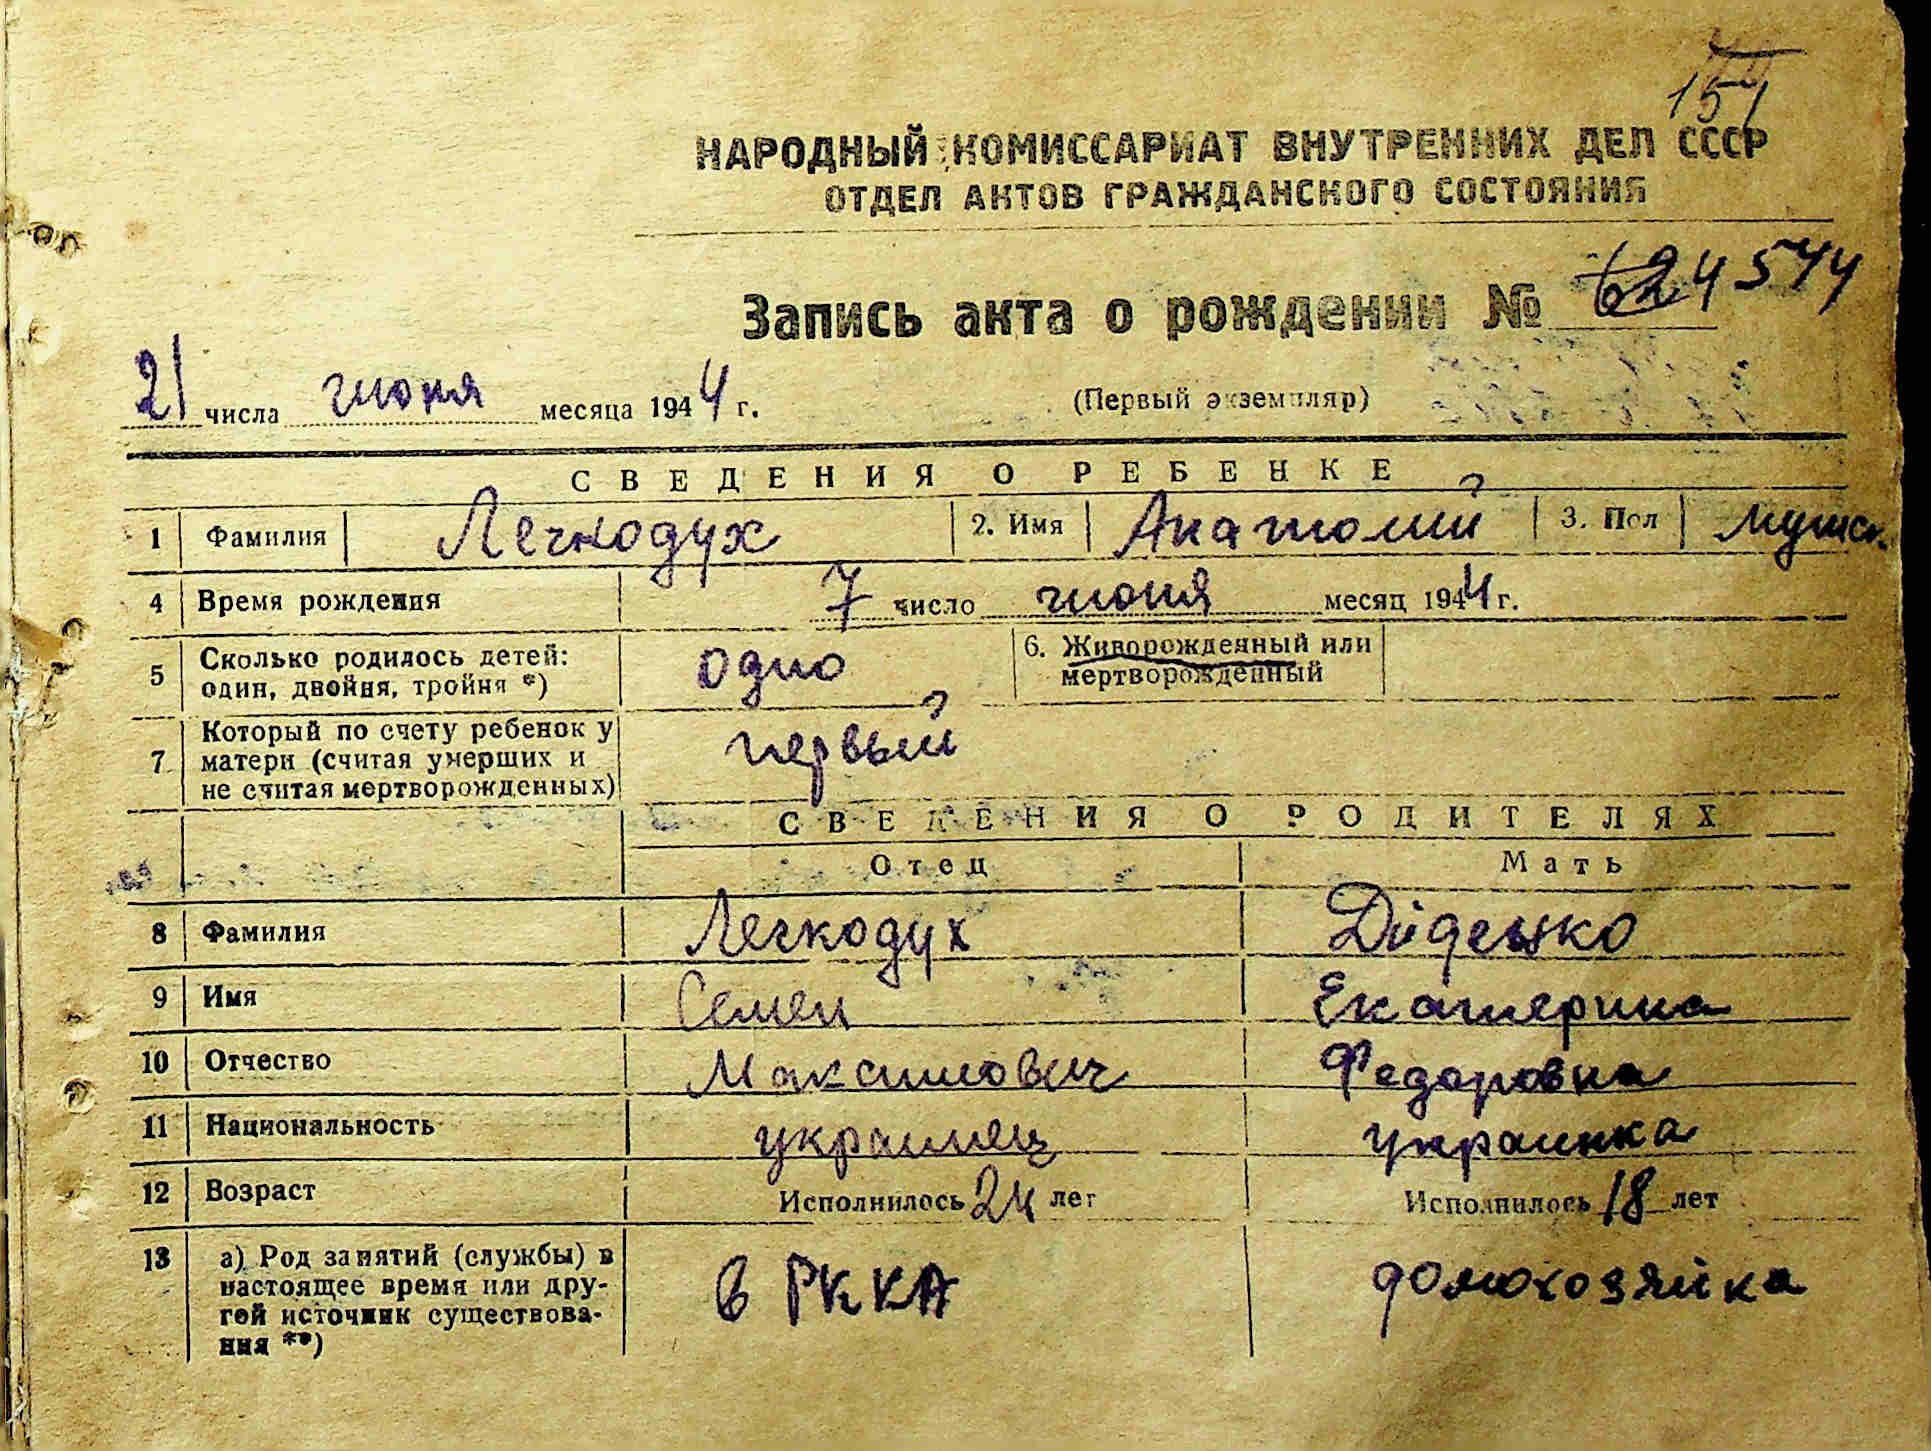 НАРОДНЫЙ КОМИССАРИАТ ВНУТРЕННИХ ДЕЛ СССР
ОТДЕЛ АКТОВ ГРАЖДАНСКОГО СОСТОЯНИЯ
Запись акта о рождении № 544
21 числа июня месяца 1944 г. (Первый экземпляр)
СВЕДЕНИЯ О РЕБЕНКЕ
1 Фамилия Легкодух 2. Имя Анатолий 3. Пол мужск.
4 Время рождения 7 число июня месяц 1944 г.
5 Сколько родилось детей: один, двойня, тройня *) одно 6. Живорожденный или мертворожденный
7 Который по счету ребенок у матери (считая умерших и не считая мертворожденных) первый
СВЕДЕНИЯ О РОДИТЕЛЯХ
Отец Мать
8 Фамилия Легкодух Діденко
9 Имя Семен Екатерина
10 Отчество Максимович Федоровна
11 Национальность украинец украинка
12 Возраст Исполнилось 24 лет Исполнилось 18 лет
13 а) Род занятий (службы) в настоящее время или дру-
гой источник существова-
ния **) в РККА домохозяйка